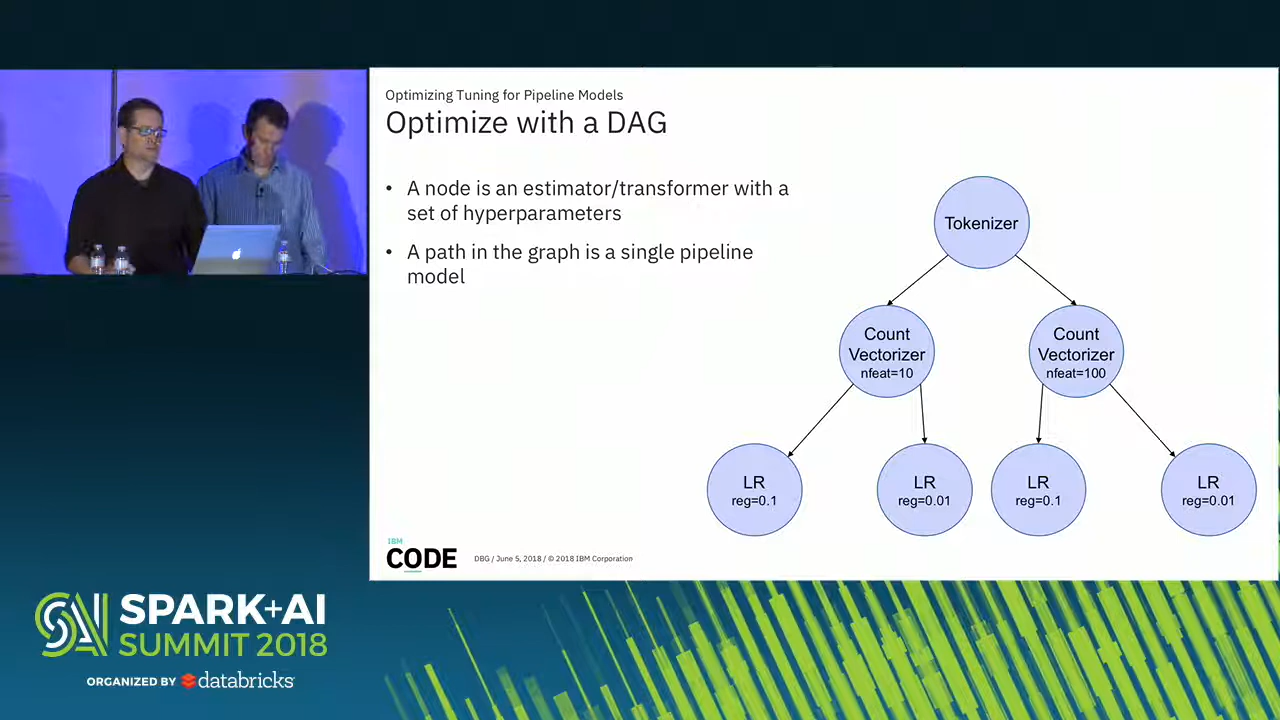 Optimizing Tuning for Pipeline Models
Optimize with a DAG
• A node is an estimator/transformer with a
set of hyperparameters
• A path in the graph is a single pipeline
model
Tokenizer
Count
Vectorizer
nfeat=10
Count
Vectorizer
nfeat=100
LR
reg=0.1
LR
reg=0.01
LR
reg=0.1
LR
reg=0.01
IBM
CODE
DBG / June 5, 2018 / © 2018 IBM Corporation
SPARK+AI
SUMMIT 2018
ORGANIZED BY databricks